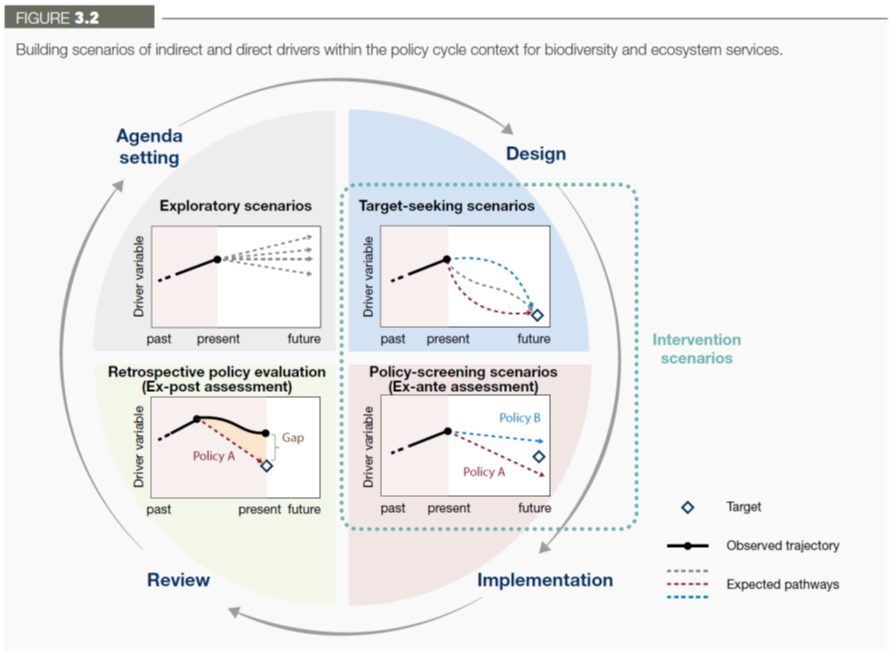 FIGURE 3.2
Building scenarios of indirect and direct drivers within the policy cycle context for biodiversity and ecosystem services.
Agenda
setting
Design
Exploratory scenarios
Driver variable
past present future
Target-seeking scenarios
Driver variable
past present future
Intervention
scenarios
Retrospective policy evaluation
(Ex-post assessment)
Driver variable
Policy A
Gap
past present future
Policy-screening scenarios
(Ex-ante assessment)
Driver variable
Policy B
Policy A
past present future
Review
Implementation
Target
Observed trajectory
Expected pathways